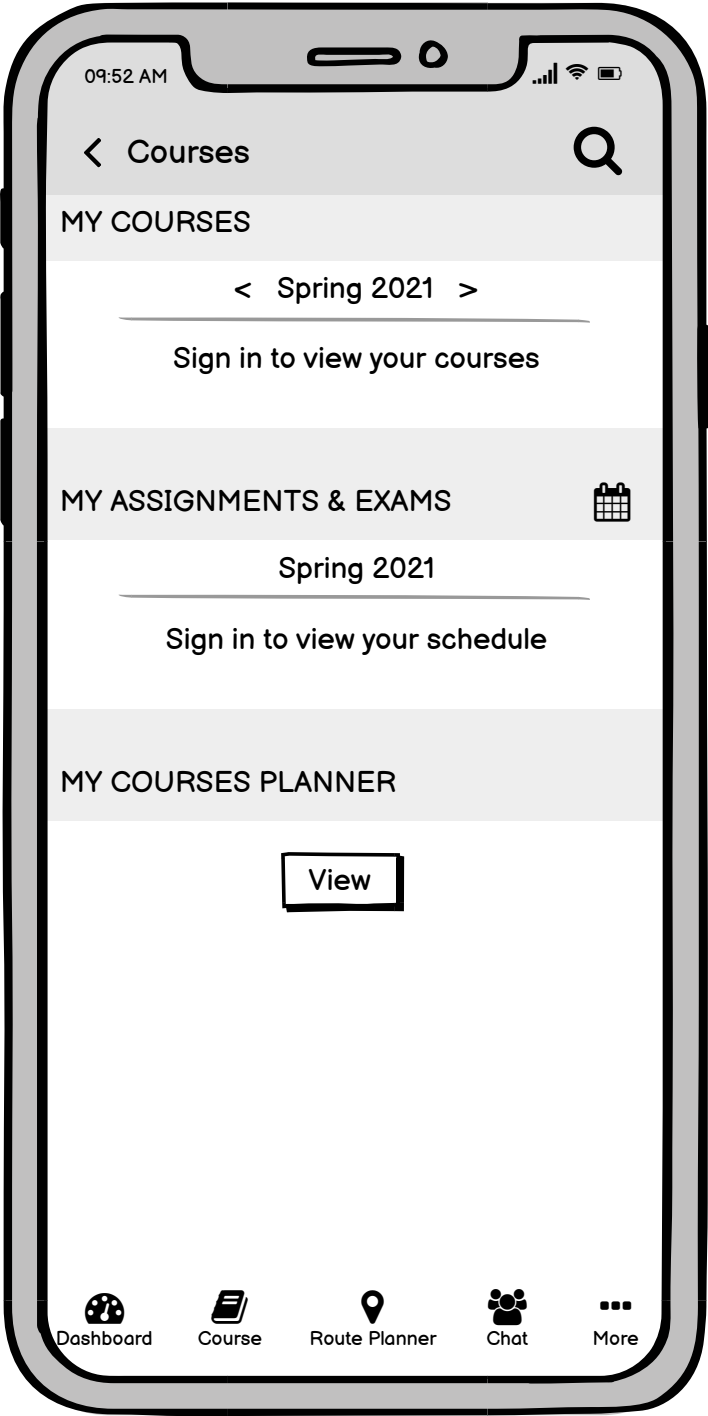 09:52 AM
Courses
MY COURSES
< Spring 2021 >
Sign in to view your courses
MY ASSIGNMENTS & EXAMS
Spring 2021
Sign in to view your schedule
MY COURSES PLANNER
View
Dashboard Course Route Planner Chat More